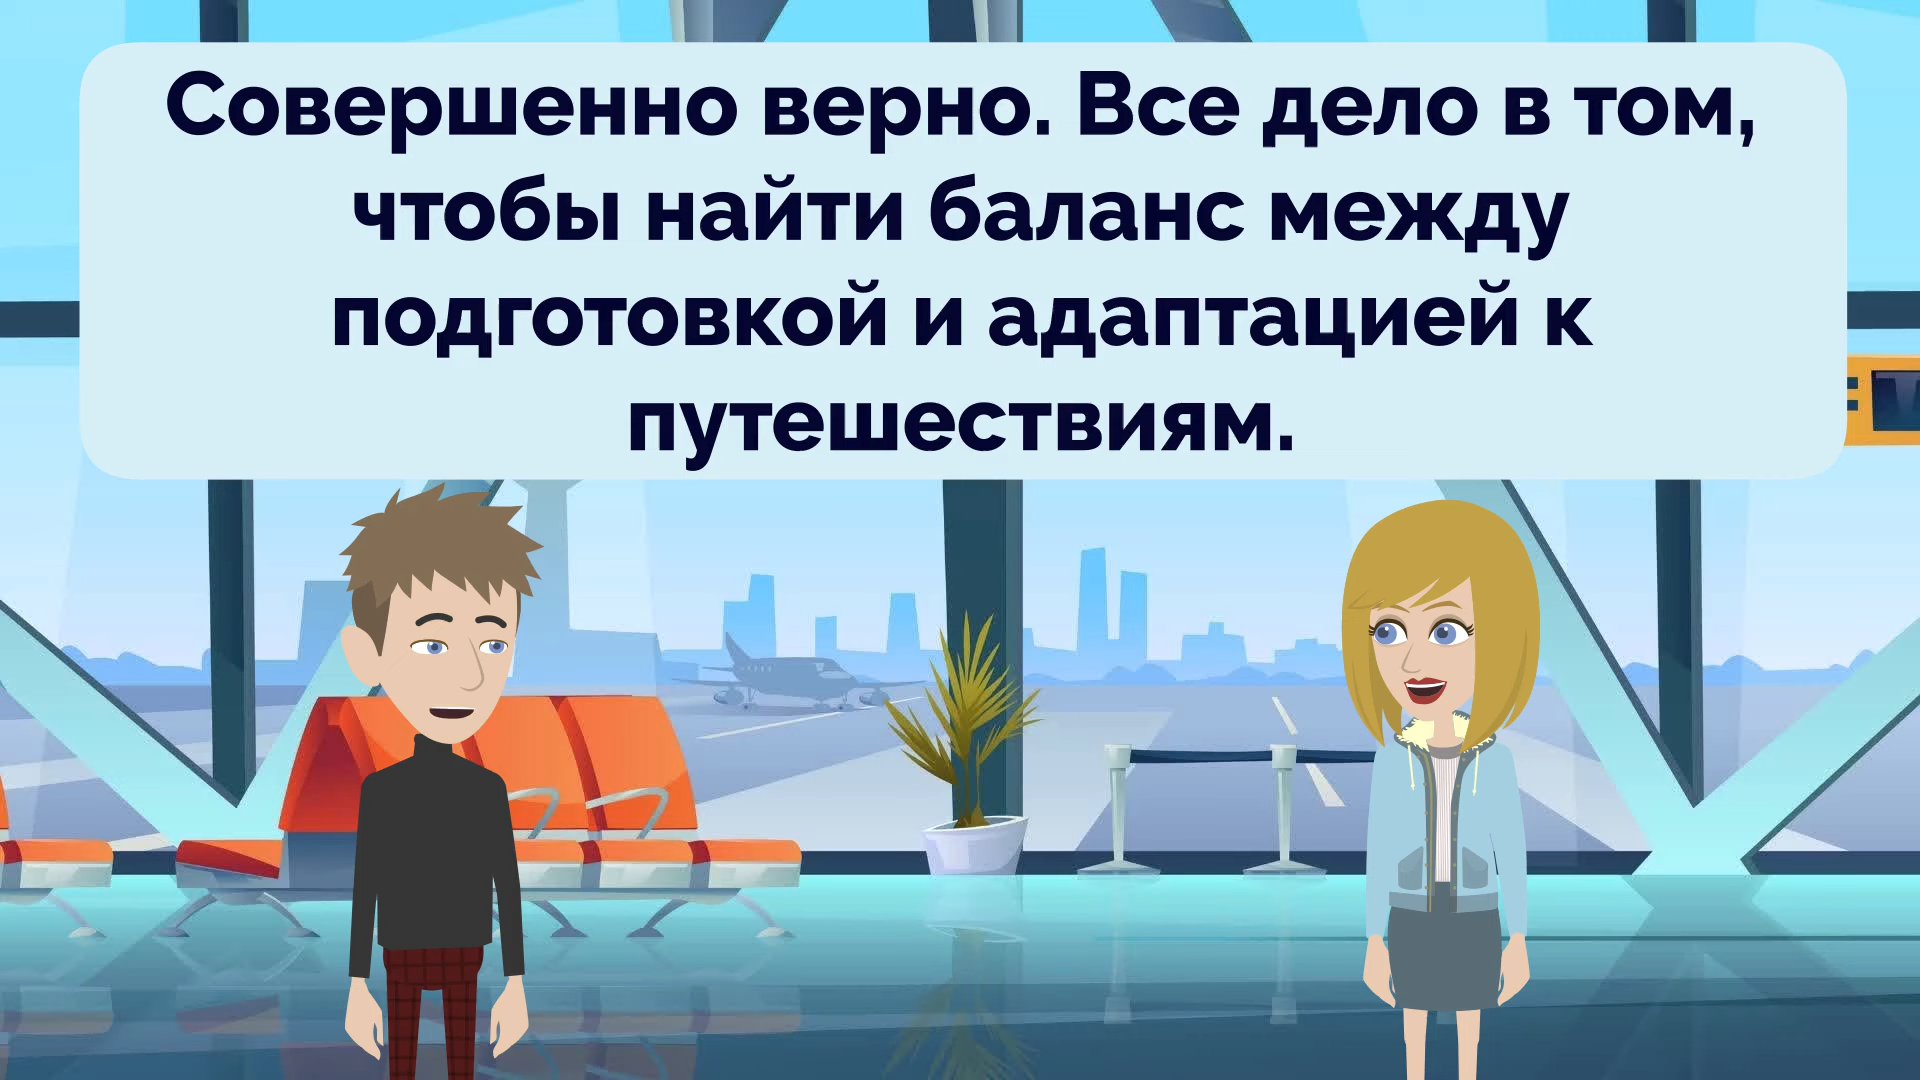 Совершенно верно. Все дело в том,
чтобы найти баланс между
подготовкой и адаптацией к
путешествиям.